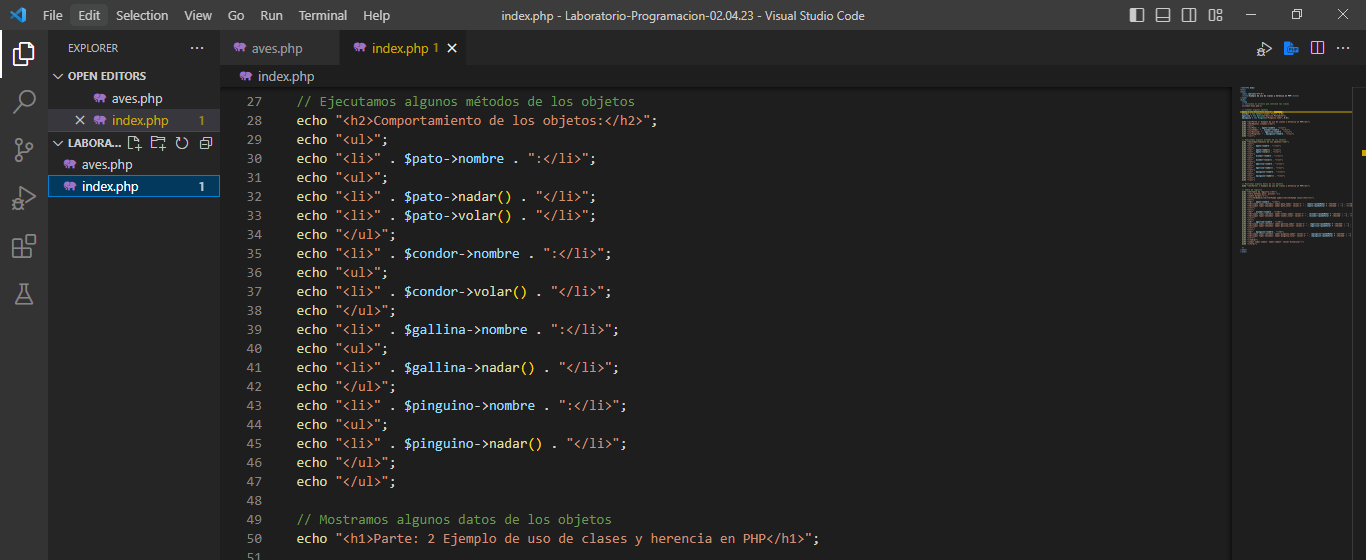 File Edit Selection View Go Run Terminal Help index.php - Laboratorio-Programacion-02.04.23 - Visual Studio Code
EXPLORER ···
OPEN EDITORS
aves.php
index.php 1
LABORA...
aves.php
index.php 1
aves.php index.php 1
index.php
27 // Ejecutamos algunos métodos de los objetos
28 echo "<h2>Comportamiento de los objetos:</h2>";
29 echo "<ul>";
30 echo "<li>" . $pato->nombre . ":</li>";
31 echo "<ul>";
32 echo "<li>" . $pato->nadar() . "</li>";
33 echo "<li>" . $pato->volar() . "</li>";
34 echo "</ul>";
35 echo "<li>" . $condor->nombre . ":</li>";
36 echo "<ul>";
37 echo "<li>" . $condor->volar() . "</li>";
38 echo "</ul>";
39 echo "<li>" . $gallina->nombre . ":</li>";
40 echo "<ul>";
41 echo "<li>" . $gallina->nadar() . "</li>";
42 echo "</ul>";
43 echo "<li>" . $pinguino->nombre . ":</li>";
44 echo "<ul>";
45 echo "<li>" . $pinguino->nadar() . "</li>";
46 echo "</ul>";
47 echo "</ul>";
48
49 // Mostramos algunos datos de los objetos
50 echo "<h1>Parte: 2 Ejemplo de uso de clases y herencia en PHP</h1>";
51